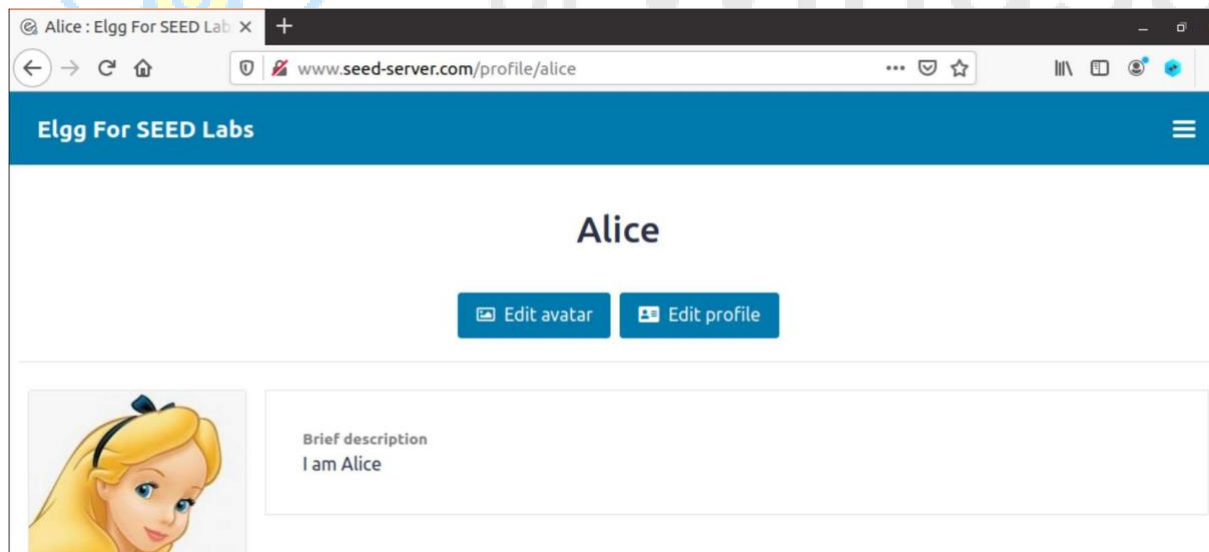 Alice : Elgg For SEED Lab
www.seed-server.com/profile/alice
Elgg For SEED Labs
Alice
Edit avatar
Edit profile
Brief description
I am Alice